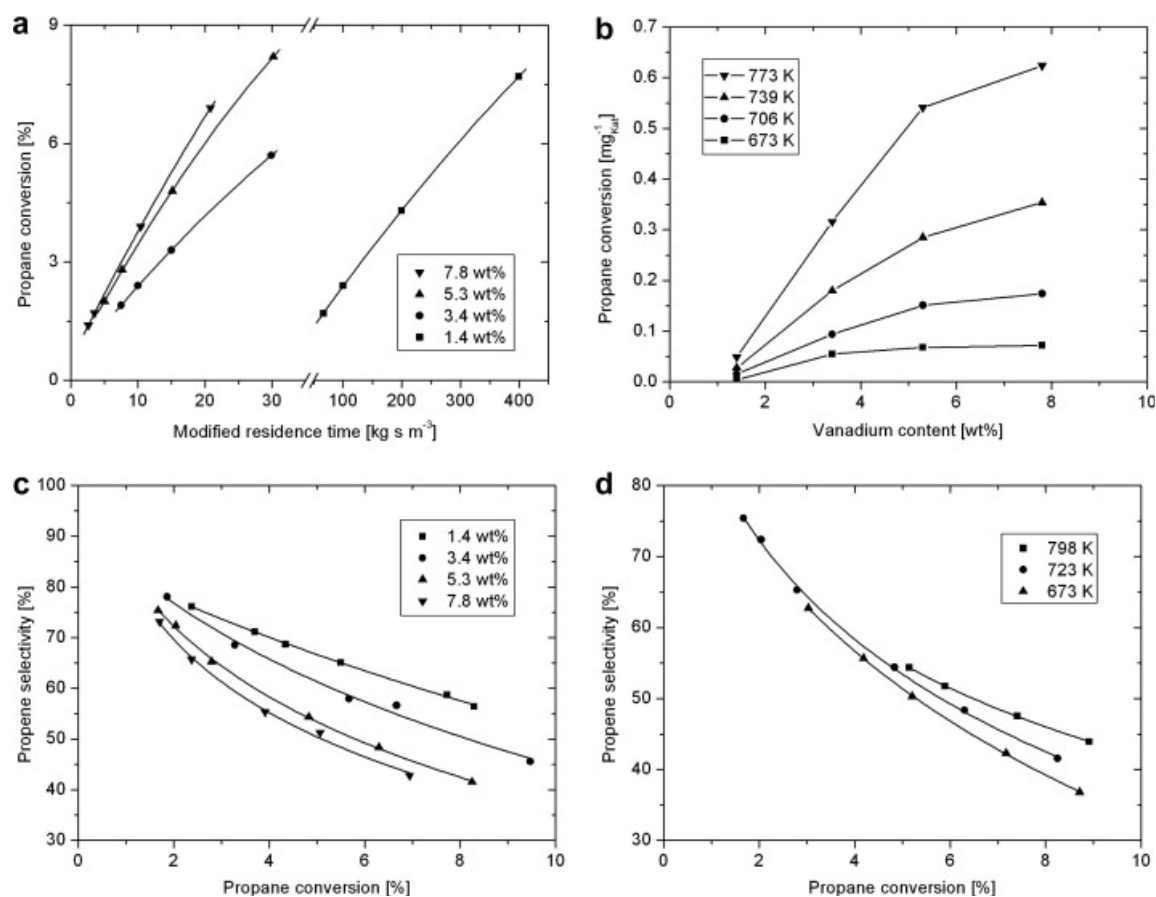 a
Propane conversion [%]
9
6
3
0
0
10
20
30
100
200
300
400
Modified residence time [kg s m⁻³]
7.8 wt%
5.3 wt%
3.4 wt%
1.4 wt%
b
Propane conversion [mg⁻¹Kat]
0.7
0.6
0.5
0.4
0.3
0.2
0.1
0.0
0
2
4
6
8
10
Vanadium content [wt%]
773 K
739 K
706 K
673 K
c
Propene selectivity [%]
100
90
80
70
60
50
40
30
0
2
4
6
8
10
Propane conversion [%]
1.4 wt%
3.4 wt%
5.3 wt%
7.8 wt%
d
Propene selectivity [%]
80
70
60
50
40
30
0
2
4
6
8
10
Propane conversion [%]
798 K
723 K
673 K